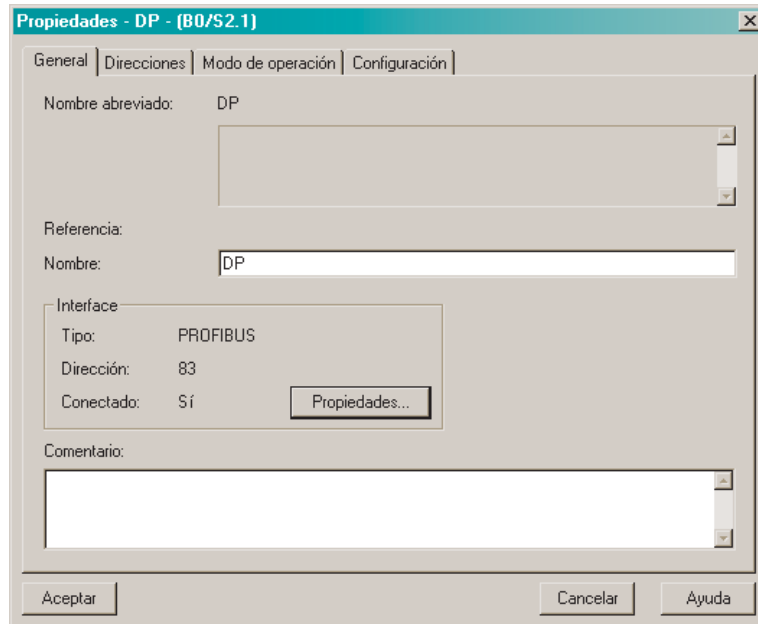 Propiedades - DP - (B0/S2.1)
General Direcciones Modo de operación Configuración
Nombre abreviado: DP
Referencia:
Nombre: DP
Interface
Tipo: PROFIBUS
Dirección: 83
Conectado: Sí Propiedades...
Comentario:
Aceptar Cancelar Ayuda